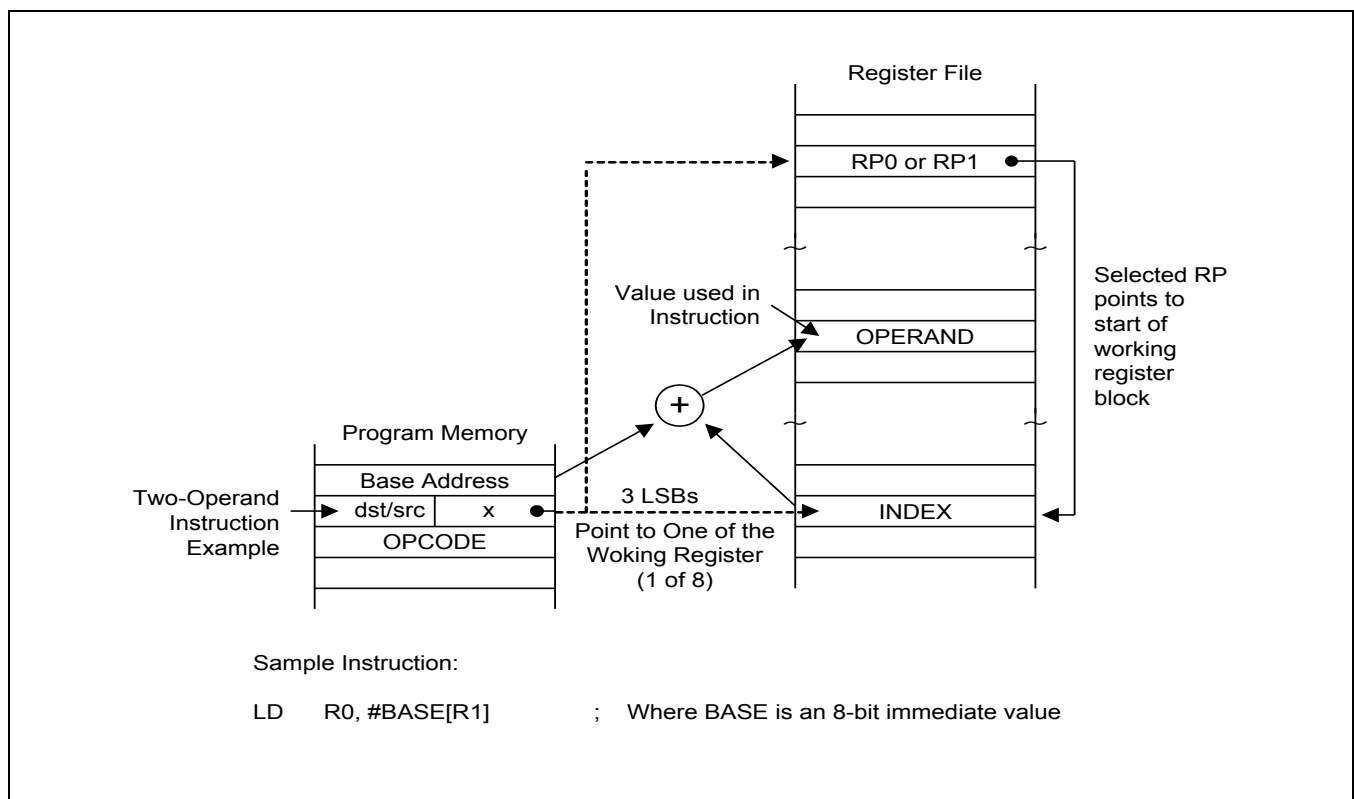 Register File
RP0 or RP1
Selected RP
points to
start of
working
register
block
Value used in
Instruction
OPERAND
+
Program Memory
Base Address
Two-Operand
Instruction
Example
dst/src x
OPCODE
3 LSBs
Point to One of the
Woking Register
(1 of 8)
INDEX
Sample Instruction:
LD R0, #BASE[R1] ; Where BASE is an 8-bit immediate value